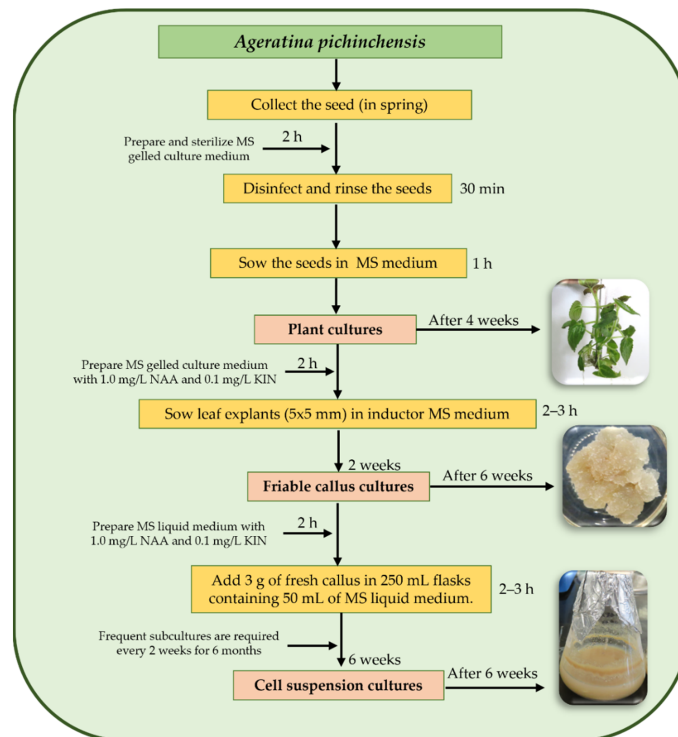 Ageratina pichinchensis
Collect the seed (in spring)
Prepare and sterilize MS
gelled culture medium
2 h
Disinfect and rinse the seeds
30 min
Sow the seeds in MS medium
1 h
Plant cultures
After 4 weeks
Prepare MS gelled culture medium
with 1.0 mg/L NAA and 0.1 mg/L KIN
2 h
Sow leaf explants (5x5 mm) in inductor MS medium
2–3 h
2 weeks
Friable callus cultures
After 6 weeks
Prepare MS liquid medium with
1.0 mg/L NAA and 0.1 mg/L KIN
2 h
Add 3 g of fresh callus in 250 mL flasks
containing 50 mL of MS liquid medium.
2–3 h
Frequent subcultures are required
every 2 weeks for 6 months
6 weeks
Cell suspension cultures
After 6 weeks